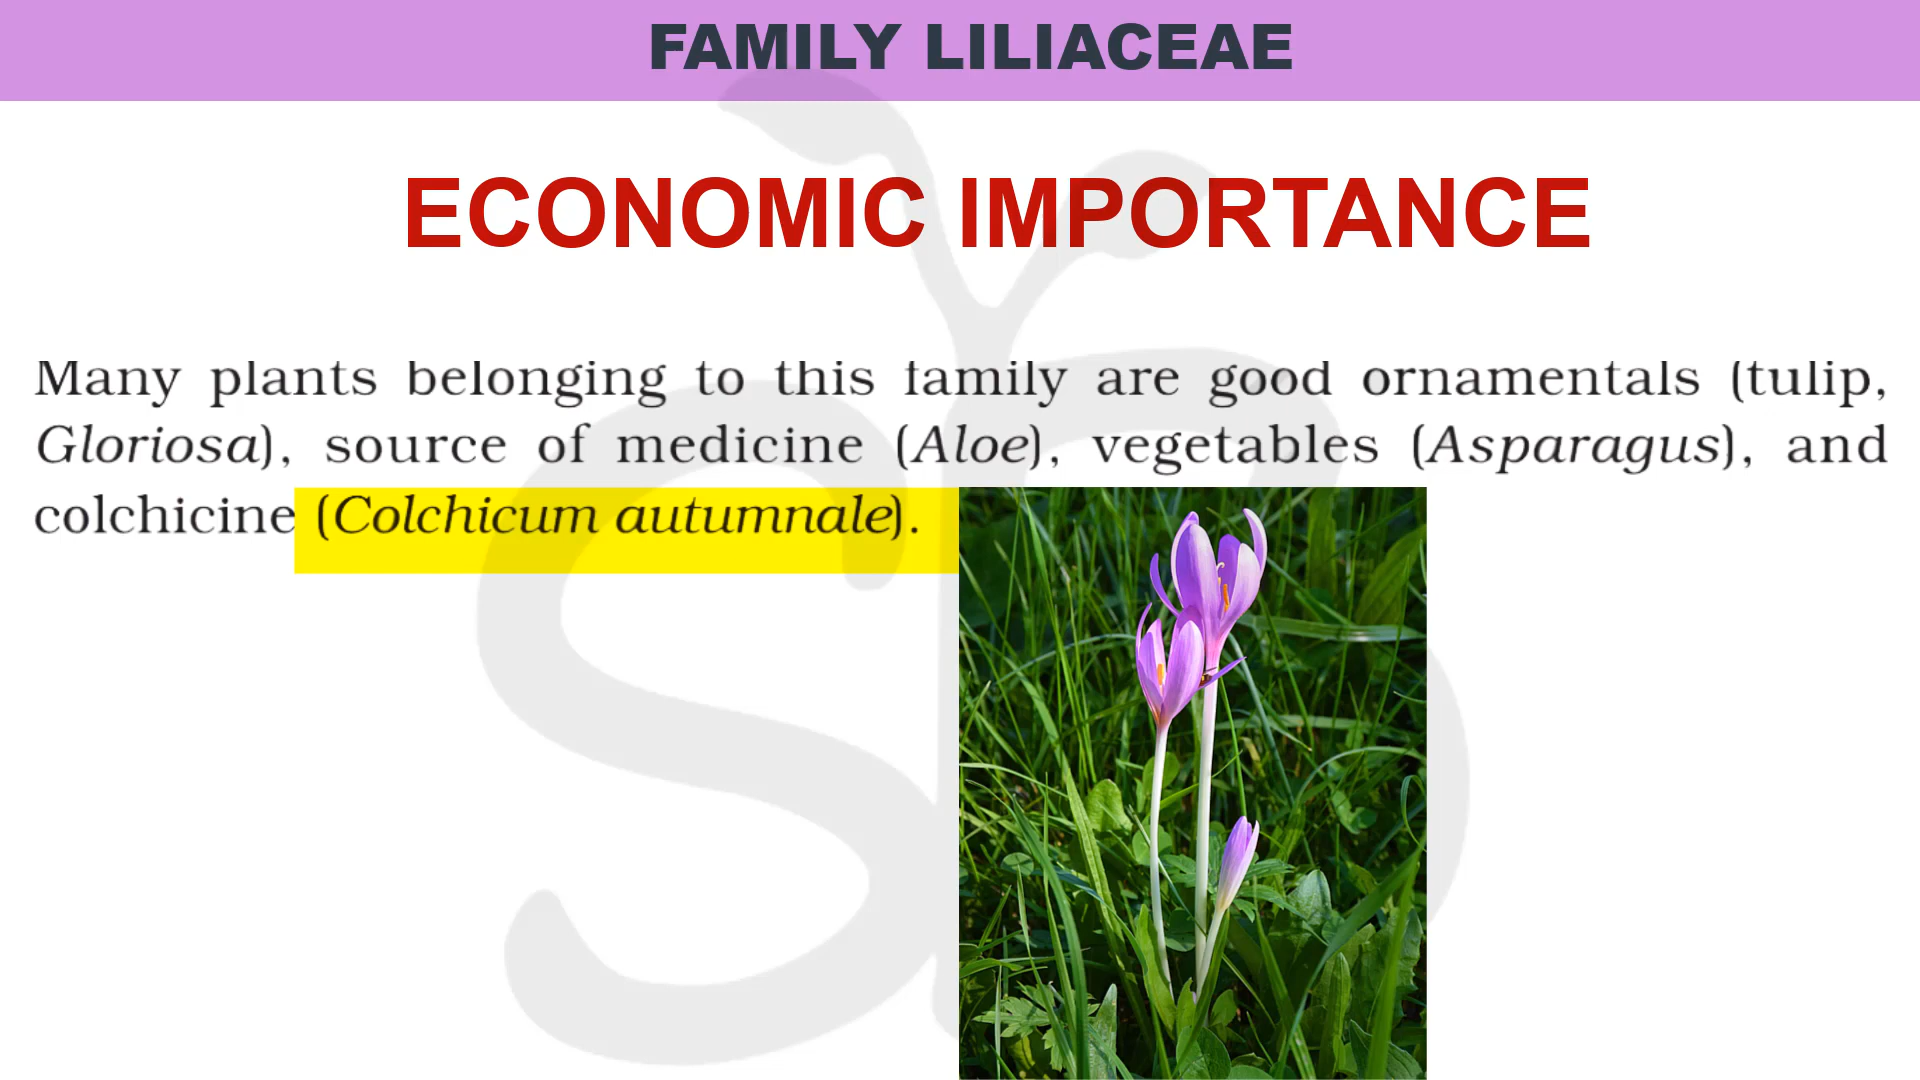 FAMILY LILIACEAE
ECONOMIC IMPORTANCE
Many plants belonging to this family are good ornamentals (tulip,
Gloriosa), source of medicine (Aloe), vegetables (Asparagus), and
colchicine (Colchicum autumnale).